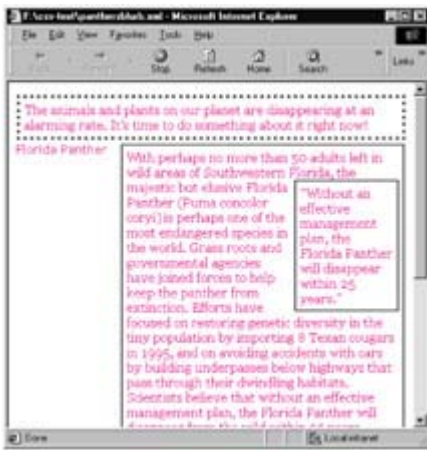 F:\css-text\pantherxblurb.xml - Microsoft Internet Explorer
File Edit View Favorites Tools Help
Stop Refresh Home Search Links
The animals and plants on our planet are disappearing at an
alarming rate. It's time to do something about it right now!
Florida Panther
With perhaps no more than 50 adults left in
wild areas of Southwestern Florida, the
majestic but elusive Florida
Panther (Puma concolor
coryi) is perhaps one of the
most endangered species in
the world. Grass roots and
governmental agencies
have joined forces to help
keep the panther from
extinction. Efforts have
"Without an
effective
management
plan, the
Florida Panther
will disappear
within 25
years."
focused on restoring genetic diversity in the
tiny population by importing 8 Texan cougars
in 1995, and on avoiding accidents with cars
by building underpasses below highways that
pass through their dwindling habitats.
Scientists believe that without an effective
management plan, the Florida Panther will
Done Local intranet